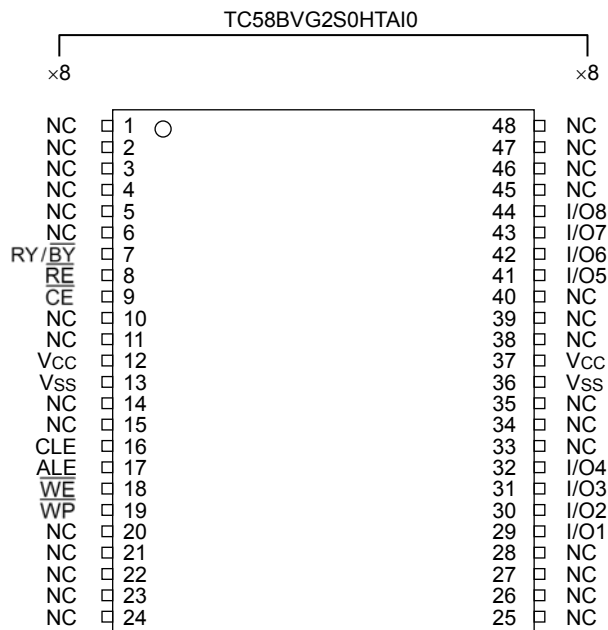 TC58BVG2S0HTAI0
×8 ×8
NC 1 48 NC
NC 2 47 NC
NC 3 46 NC
NC 4 45 NC
NC 5 44 I/O8
NC 6 43 I/O7
RY/B̅Y̅ 7 42 I/O6
R̅E̅ 8 41 I/O5
C̅E̅ 9 40 NC
NC 10 39 NC
NC 11 38 NC
VCC 12 37 VCC
VSS 13 36 VSS
NC 14 35 NC
NC 15 34 NC
CLE 16 33 NC
ALE 17 32 I/O4
W̅E̅ 18 31 I/O3
W̅P̅ 19 30 I/O2
NC 20 29 I/O1
NC 21 28 NC
NC 22 27 NC
NC 23 26 NC
NC 24 25 NC